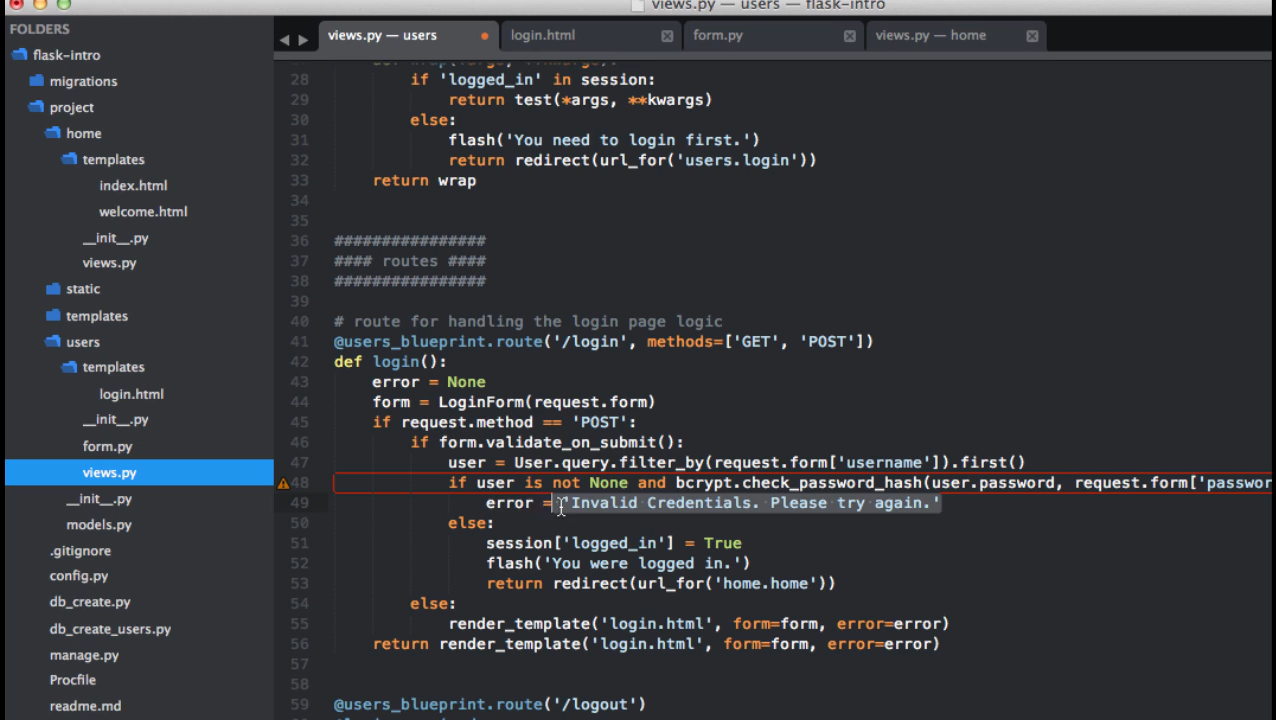 views.py — users — flask-intro
FOLDERS
flask-intro
migrations
project
home
templates
index.html
welcome.html
__init__.py
views.py
static
templates
users
templates
login.html
__init__.py
form.py
views.py
__init__.py
models.py
.gitignore
config.py
db_create.py
db_create_users.py
manage.py
Procfile
readme.md
views.py — users
login.html
form.py
views.py — home
28 if 'logged_in' in session:
29 return test(*args, **kwargs)
30 else:
31 flash('You need to login first.')
32 return redirect(url_for('users.login'))
33 return wrap
34
35
36 ################
37 #### routes ####
38 ################
39
40 # route for handling the login page logic
41 @users_blueprint.route('/login', methods=['GET', 'POST'])
42 def login():
43 error = None
44 form = LoginForm(request.form)
45 if request.method == 'POST':
46 if form.validate_on_submit():
47 user = User.query.filter_by(request.form['username']).first()
48 if user is not None and bcrypt.check_password_hash(user.password, request.form['passwor
49 error = 'Invalid Credentials. Please try again.'
50 else:
51 session['logged_in'] = True
52 flash('You were logged in.')
53 return redirect(url_for('home.home'))
54 else:
55 render_template('login.html', form=form, error=error)
56 return render_template('login.html', form=form, error=error)
57
58
59 @users_blueprint.route('/logout')